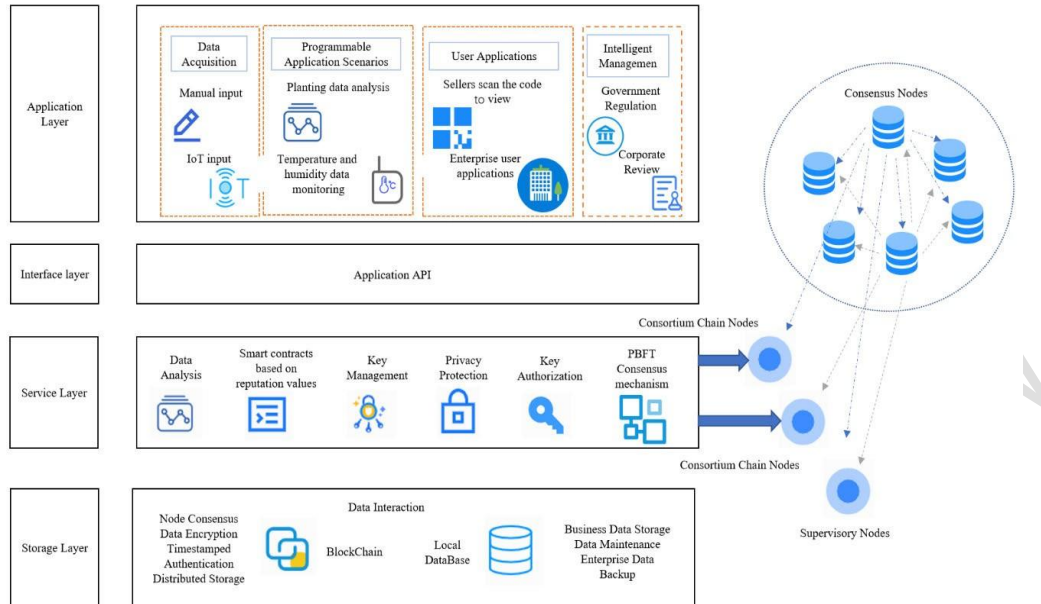 Application
Layer
Data
Acquisition
Manual input
IoT input
I T
Programmable
Application Scenarios
Planting data analysis
Temperature and
humidity data
monitoring
°C
User Applications
Sellers scan the code
to view
Enterprise user
applications
Intelligent
Managemen
Government
Regulation
Corporate
Review
Consensus Nodes
Interface layer
Application API
Consortium Chain Nodes
Service Layer
Data
Analysis
Smart contracts
based on
reputation values
Key
Management
Privacy
Protection
Key
Authorization
PBFT
Consensus
mechanism
Consortium Chain Nodes
Supervisory Nodes
Storage Layer
Data Interaction
Node Consensus
Data Encryption
Timestamped
Authentication
Distributed Storage
BlockChain
Local
DataBase
Business Data Storage
Data Maintenance
Enterprise Data
Backup